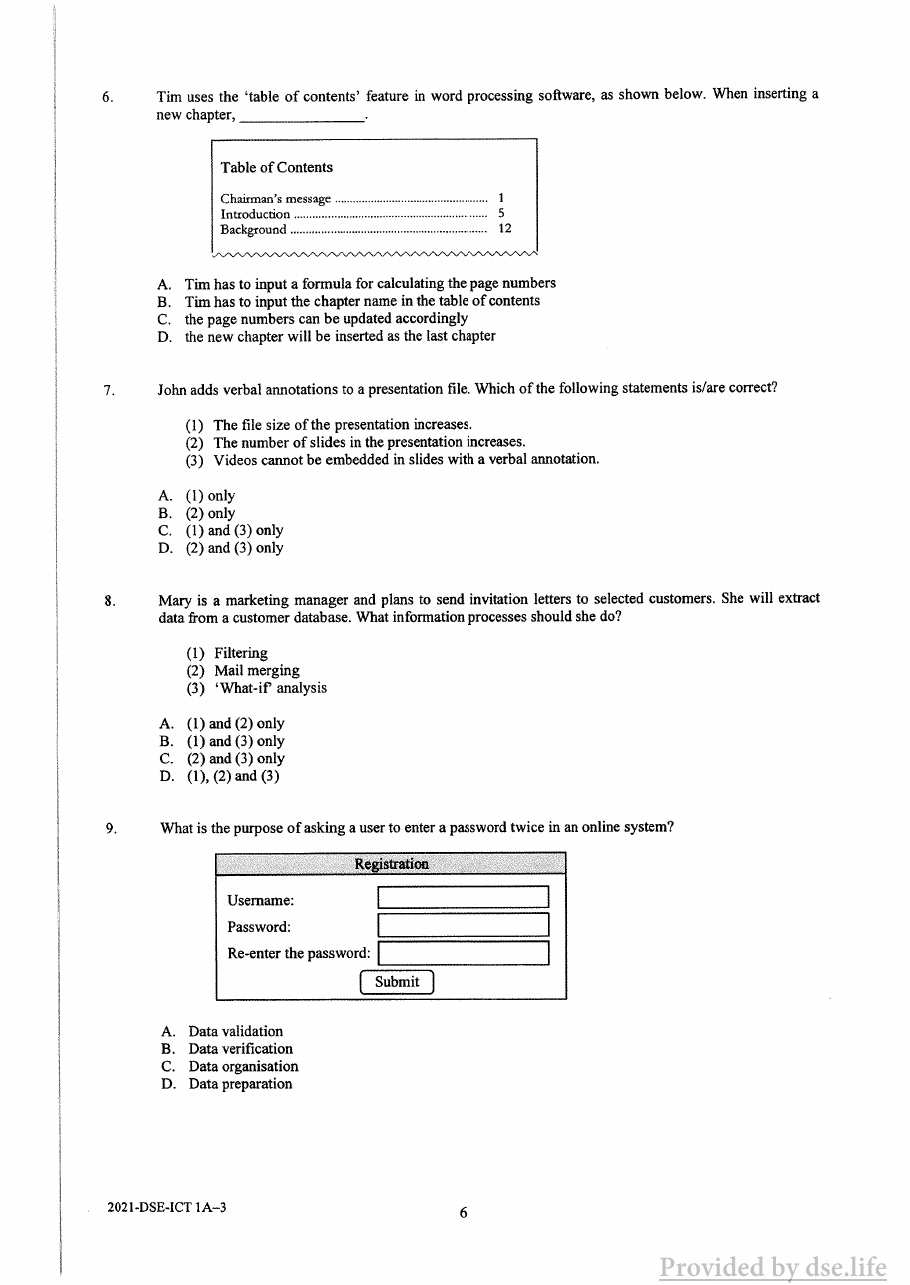 6. Tim uses the ‘table of contents’ feature in word processing software, as shown below. When inserting a
new chapter, _________________.
Table of Contents
Chairman’s message .................................................... 1
Introduction ................................................................. 5
Background .................................................................. 12
A. Tim has to input a formula for calculating the page numbers
B. Tim has to input the chapter name in the table of contents
C. the page numbers can be updated accordingly
D. the new chapter will be inserted as the last chapter
7. John adds verbal annotations to a presentation file. Which of the following statements is/are correct?
(1) The file size of the presentation increases.
(2) The number of slides in the presentation increases.
(3) Videos cannot be embedded in slides with a verbal annotation.
A. (1) only
B. (2) only
C. (1) and (3) only
D. (2) and (3) only
8. Mary is a marketing manager and plans to send invitation letters to selected customers. She will extract
data from a customer database. What information processes should she do?
(1) Filtering
(2) Mail merging
(3) ‘What-if’ analysis
A. (1) and (2) only
B. (1) and (3) only
C. (2) and (3) only
D. (1), (2) and (3)
9. What is the purpose of asking a user to enter a password twice in an online system?
Registration
Username:
Password:
Re-enter the password:
Submit
A. Data validation
B. Data verification
C. Data organisation
D. Data preparation
2021-DSE-ICT 1A–3
6
Provided by dse.life